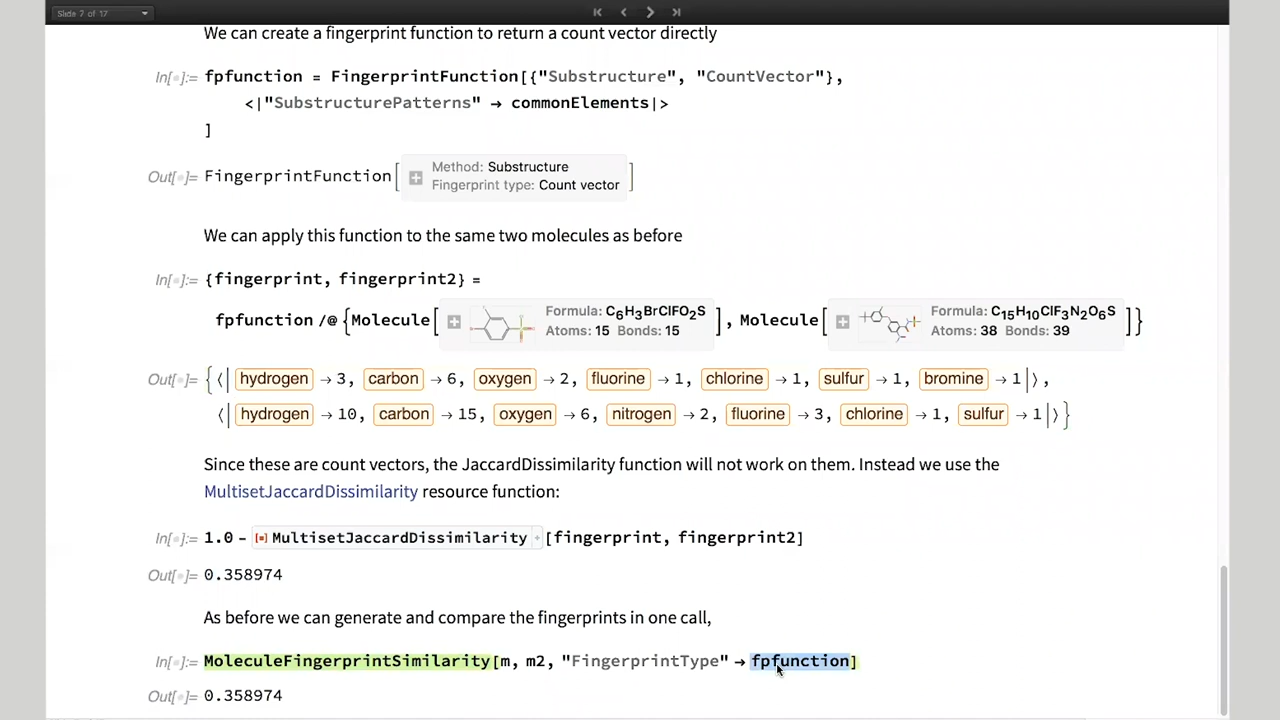 Slide 7 of 17
We can create a fingerprint function to return a count vector directly
In[●]:= fpfunction = FingerprintFunction[{"Substructure", "CountVector"},
<|"SubstructurePatterns" → commonElements|>
]
Out[●]= FingerprintFunction[ Method: Substructure
Fingerprint type: Count vector ]
We can apply this function to the same two molecules as before
In[●]:= {fingerprint, fingerprint2} =
fpfunction /@ {Molecule[ Formula: C₆H₃BrClFO₂S Atoms: 15 Bonds: 15 ], Molecule[ Formula: C₁₅H₁₀ClF₃N₂O₆S Atoms: 38 Bonds: 39 ]}
Out[●]= {<| hydrogen → 3, carbon → 6, oxygen → 2, fluorine → 1, chlorine → 1, sulfur → 1, bromine → 1|>,
<| hydrogen → 10, carbon → 15, oxygen → 6, nitrogen → 2, fluorine → 3, chlorine → 1, sulfur → 1|>}
Since these are count vectors, the JaccardDissimilarity function will not work on them. Instead we use the
MultisetJaccardDissimilarity resource function:
In[●]:= 1.0 - [▪] MultisetJaccardDissimilarity + [fingerprint, fingerprint2]
Out[●]= 0.358974
As before we can generate and compare the fingerprints in one call,
In[●]:= MoleculeFingerprintSimilarity[m, m2, "FingerprintType" → fpfunction]
Out[●]= 0.358974